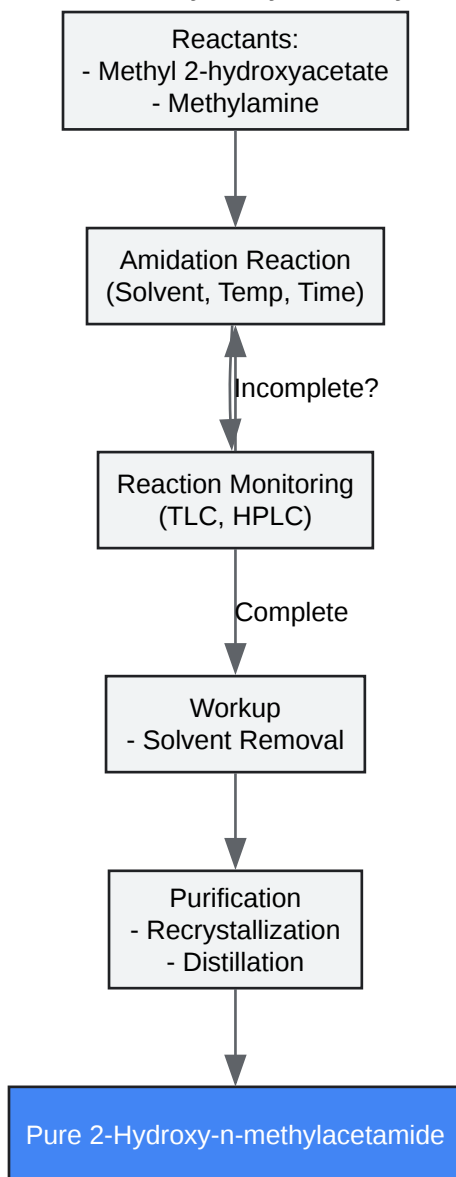 Reactants:
- Methyl 2-hydroxyacetate
- Methylamine
Amidation Reaction
(Solvent, Temp, Time)
Incomplete?
Reaction Monitoring
(TLC, HPLC)
Complete
Workup
- Solvent Removal
Purification
- Recrystallization
- Distillation
Pure 2-Hydroxy-n-methylacetamide